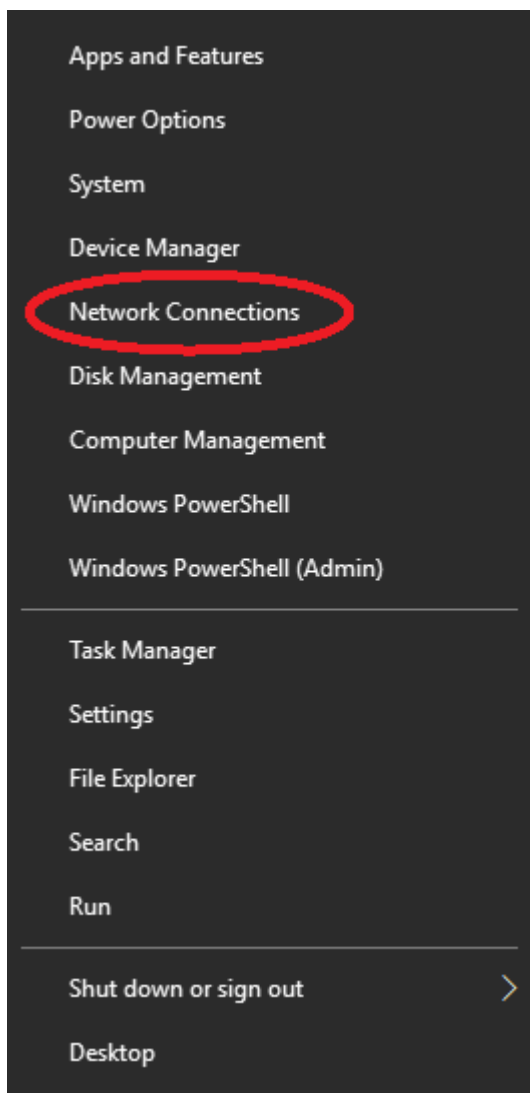 Apps and Features
Power Options
System
Device Manager
Network Connections
Disk Management
Computer Management
Windows PowerShell
Windows PowerShell (Admin)
Task Manager
Settings
File Explorer
Search
Run
Shut down or sign out
Desktop